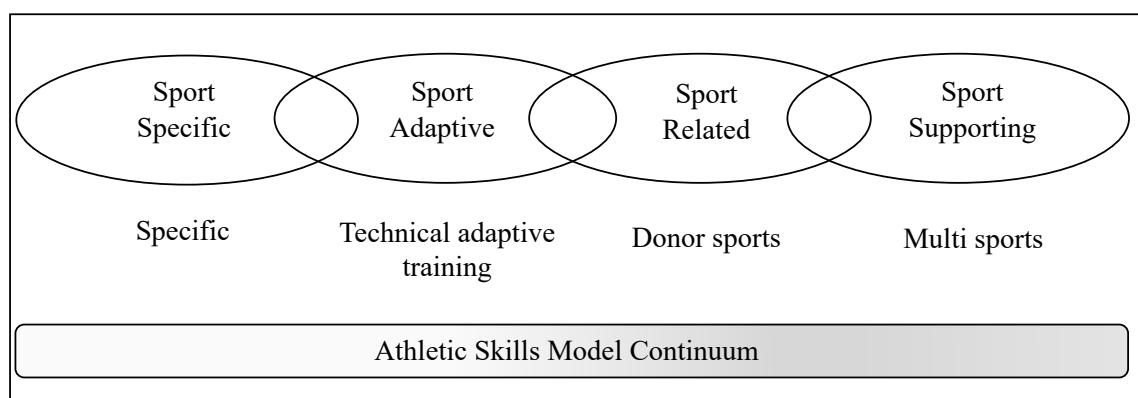 Sport
Specific
Sport
Adaptive
Sport
Related
Sport
Supporting
Specific
Technical adaptive
training
Donor sports
Multi sports
Athletic Skills Model Continuum